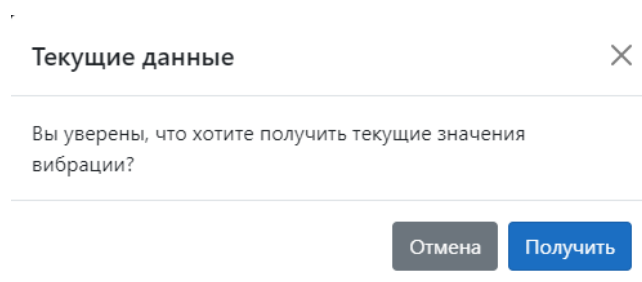 Текущие данные
Вы уверены, что хотите получить текущие значения
вибрации?
Отмена Получить